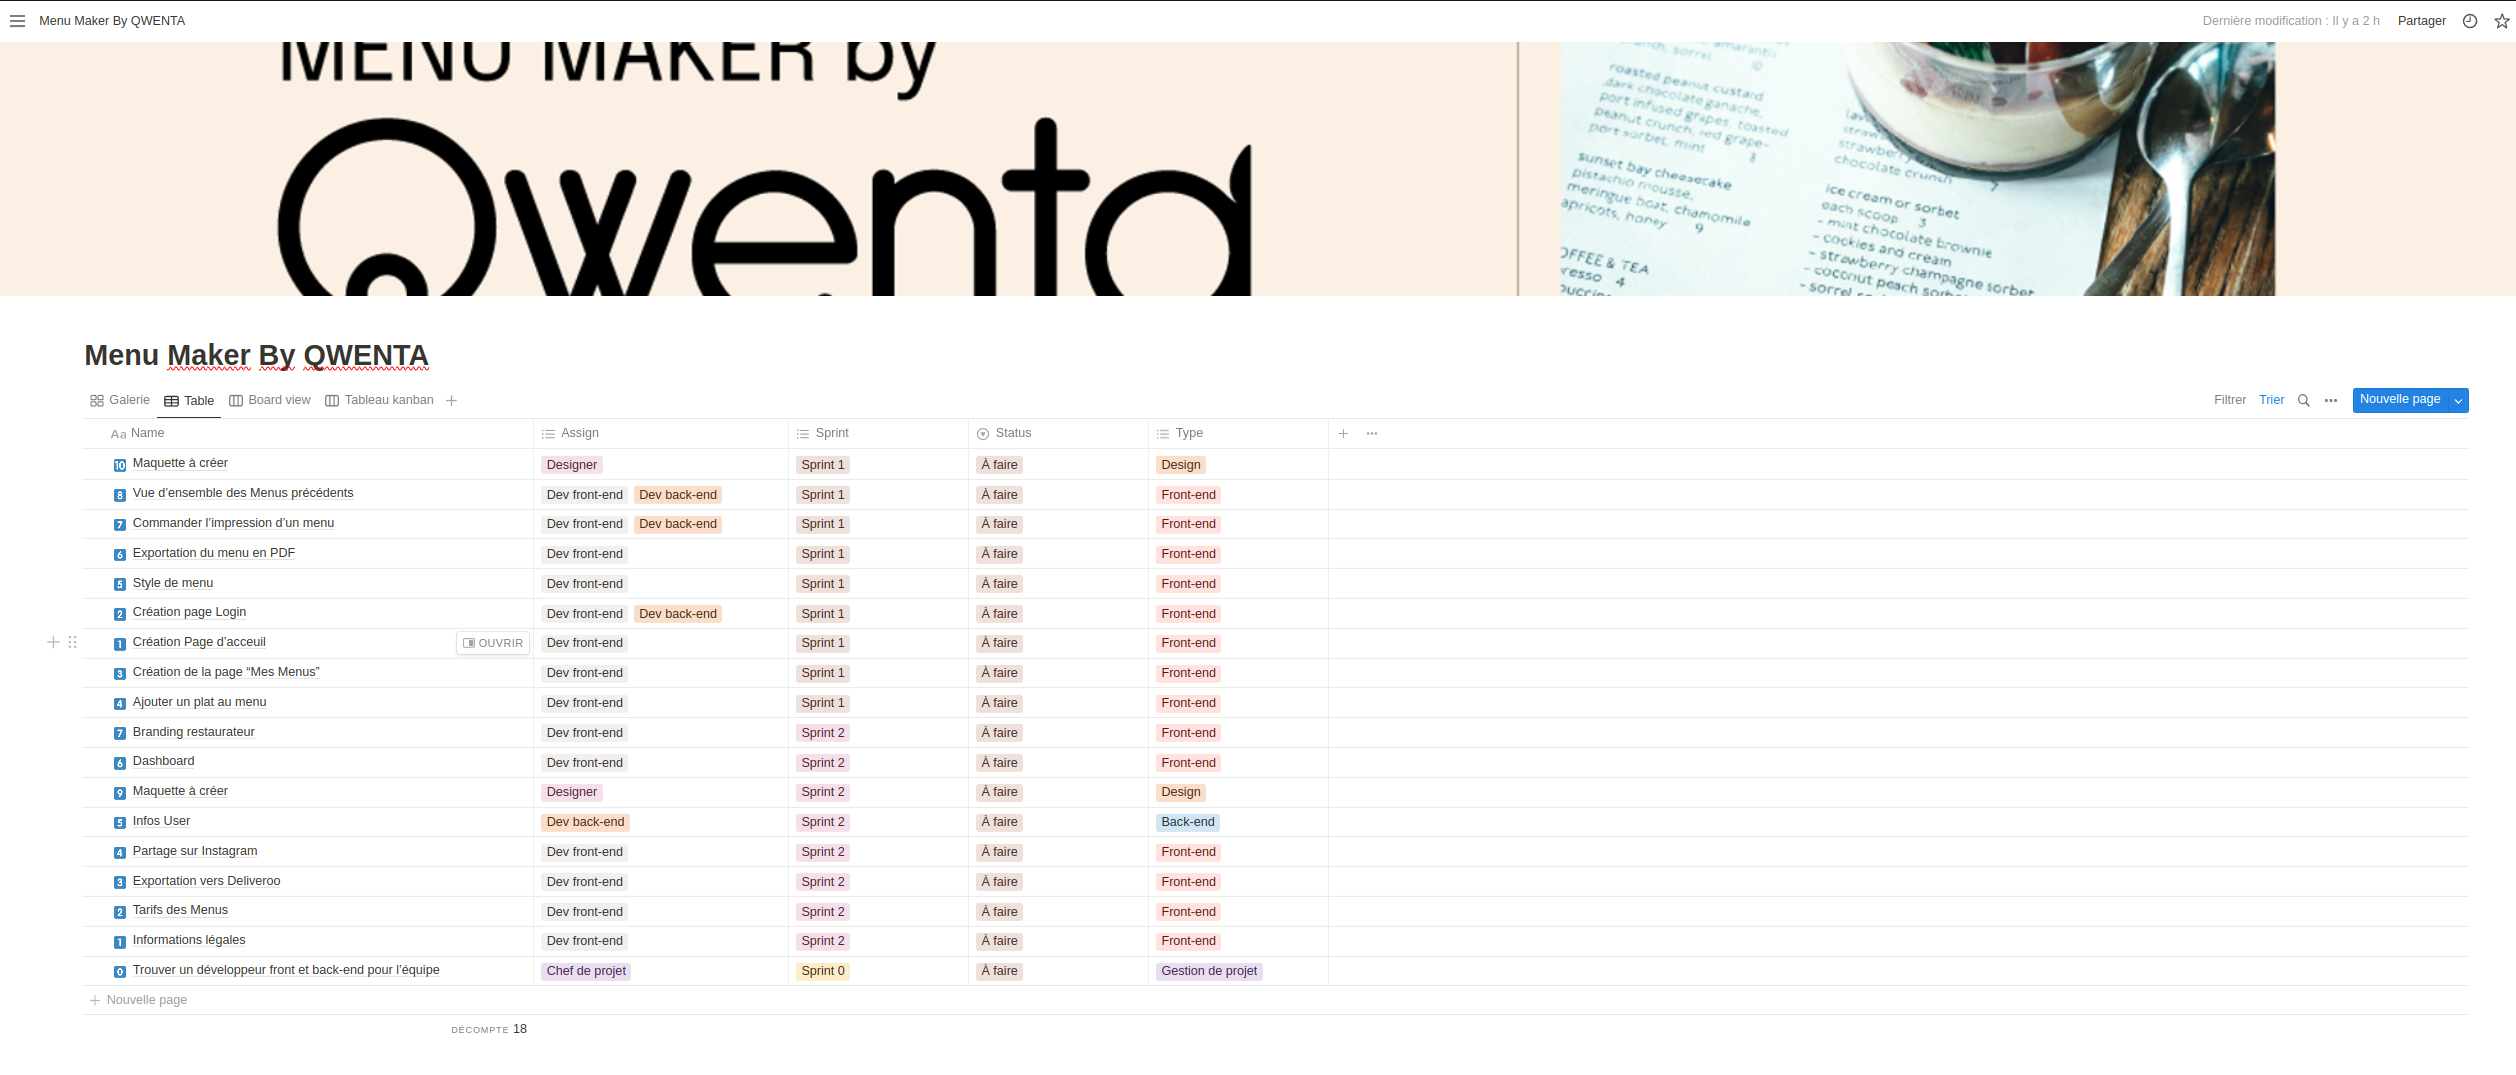 Menu Maker By QWENTA
Dernière modification : Il y a 2 h Partager
MENU MAKER by
Qwenta
amaranth
sorrel 10
roasted peanut custard
dark chocolate ganache,
port infused grapes, toasted
peanut crunch, red grape-
port sorbet, mint 8
sunset bay cheesecake
pistachio mousse,
meringue boat, chamomile
apricots, honey 9
OFFEE & TEA
resso 4
strawberry
chocolate crunch
ice cream or sorbet
each scoop 3
- mint chocolate brownie
- cookies and cream
- strawberry champagne sorbet
- coconut peach sorbe
- sorrel
Menu Maker By QWENTA
Galerie Table Board view Tableau kanban
Filtrer Trier Nouvelle page
Aa Name Assign Sprint Status Type
10 Maquette à créer Designer Sprint 1 À faire Design
8 Vue d’ensemble des Menus précédents Dev front-end Dev back-end Sprint 1 À faire Front-end
7 Commander l’impression d’un menu Dev front-end Dev back-end Sprint 1 À faire Front-end
6 Exportation du menu en PDF Dev front-end Sprint 1 À faire Front-end
5 Style de menu Dev front-end Sprint 1 À faire Front-end
2 Création page Login Dev front-end Dev back-end Sprint 1 À faire Front-end
1 Création Page d’acceuil OUVRIR Dev front-end Sprint 1 À faire Front-end
3 Création de la page “Mes Menus” Dev front-end Sprint 1 À faire Front-end
4 Ajouter un plat au menu Dev front-end Sprint 1 À faire Front-end
7 Branding restaurateur Dev front-end Sprint 2 À faire Front-end
6 Dashboard Dev front-end Sprint 2 À faire Front-end
9 Maquette à créer Designer Sprint 2 À faire Design
5 Infos User Dev back-end Sprint 2 À faire Back-end
4 Partage sur Instagram Dev front-end Sprint 2 À faire Front-end
3 Exportation vers Deliveroo Dev front-end Sprint 2 À faire Front-end
2 Tarifs des Menus Dev front-end Sprint 2 À faire Front-end
1 Informations légales Dev front-end Sprint 2 À faire Front-end
0 Trouver un développeur front et back-end pour l’équipe Chef de projet Sprint 0 À faire Gestion de projet
Nouvelle page
DÉCOMPTE 18